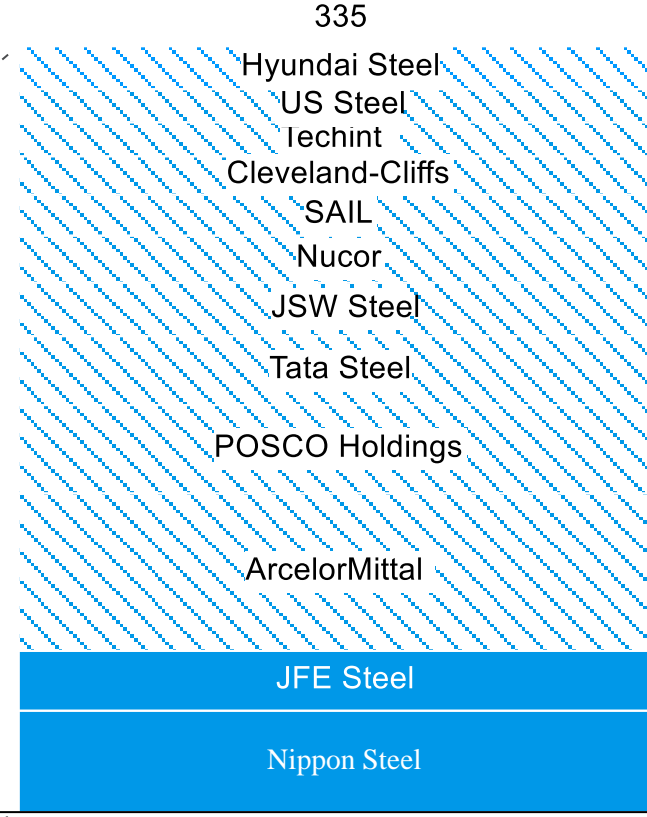 335
Hyundai Steel
US Steel
Techint
Cleveland-Cliffs
SAIL
Nucor
JSW Steel
Tata Steel
POSCO Holdings
ArcelorMittal
JFE Steel
Nippon Steel